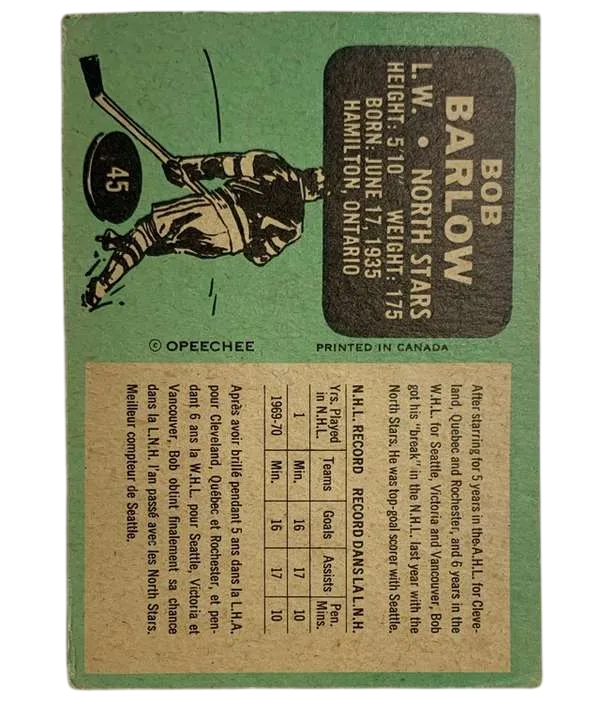 BOB
BARLOW
L.W. • NORTH STARS
HEIGHT: 5'10" WEIGHT: 175
BORN: JUNE 17, 1935
HAMILTON, ONTARIO
45
© OPEECHEE
PRINTED IN CANADA
After starring for 5 years in the A.H.L. for Cleve-
land, Quebec and Rochester, and 6 years in the
W.H.L. for Seattle, Victoria and Vancouver, Bob
got his "break" in the N.H.L. last year with the
North Stars. He was top goal scorer with Seattle.
N.H.L. RECORD RECORD DANS LA L.N.H.
Yrs. Played in N.H.L. Teams Goals Assists Pen. Mins.
1 Min. 16 17 10
1969-70 Min. 16 17 10
Après avoir brillé pendant 5 ans dans la L.H.A.
pour Cleveland, Québec et Rochester, et pen-
dant 6 ans la W.H.L. pour Seattle, Victoria et
Vancouver, Bob obtint finalement sa chance
dans la L.N.H. l'an passé avec les North Stars.
Meilleur compteur de Seattle.